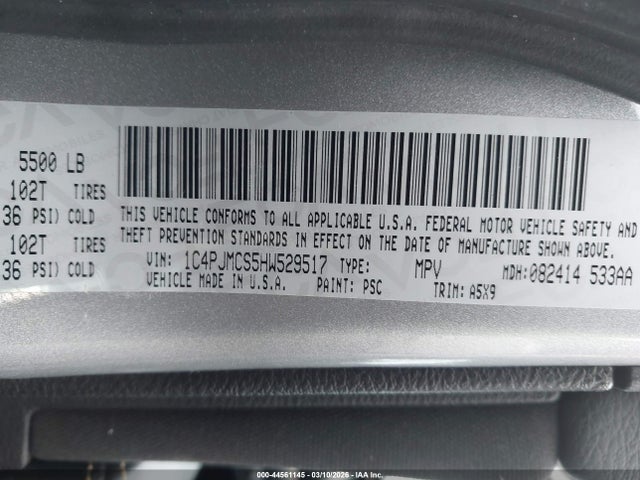 5500 LB
102T TIRES
36 PSI) COLD
102T TIRES
36 PSI) COLD
THIS VEHICLE CONFORMS TO ALL APPLICABLE U.S.A. FEDERAL MOTOR VEHICLE SAFETY AND
THEFT PREVENTION STANDARDS IN EFFECT ON THE DATE OF MANUFACTURE SHOWN ABOVE.
VIN: 1C4PJMCS5HW529517 TYPE: MPV MDH:082414 533AA
VEHICLE MADE IN U.S.A. PAINT: PSC TRIM: A5X9
000-44561145 - 03/10/2026 - IAA Inc.